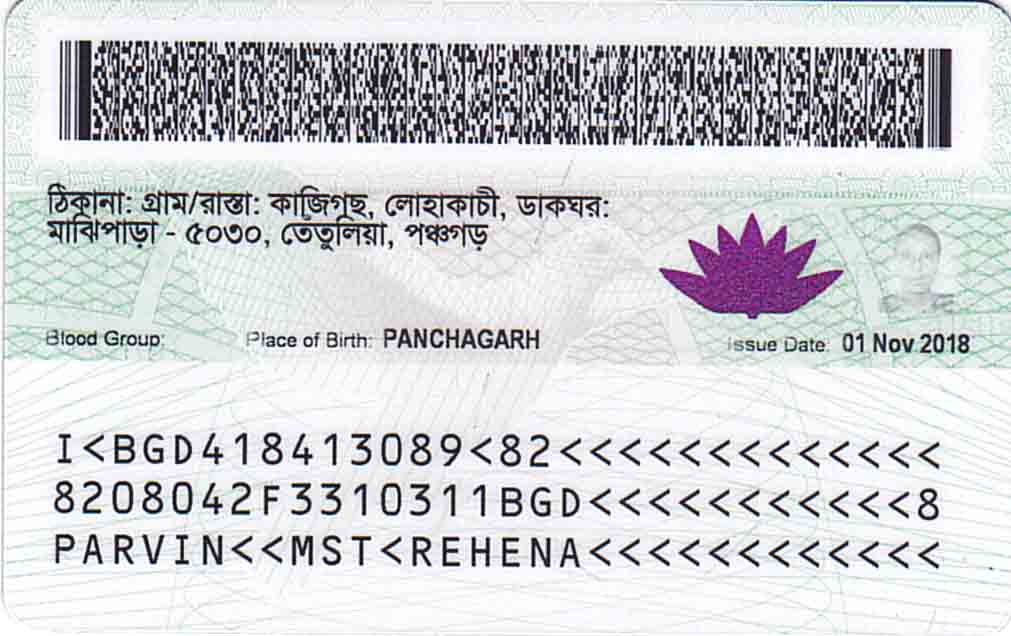 ঠিকানা: গ্রাম/রাস্তা: কাজিগছ, লোহাকাচী, ডাকঘর:
মাঝিপাড়া - ৫০৩০, তেতুলিয়া, পঞ্চগড়
Blood Group: Place of Birth: PANCHAGARH Issue Date: 01 Nov 2018
I<BGD418413089<82<<<<<<<<<<<<<
8208042F3310311BGD<<<<<<<<<<<8
PARVIN<<MST<REHENA<<<<<<<<<<<<